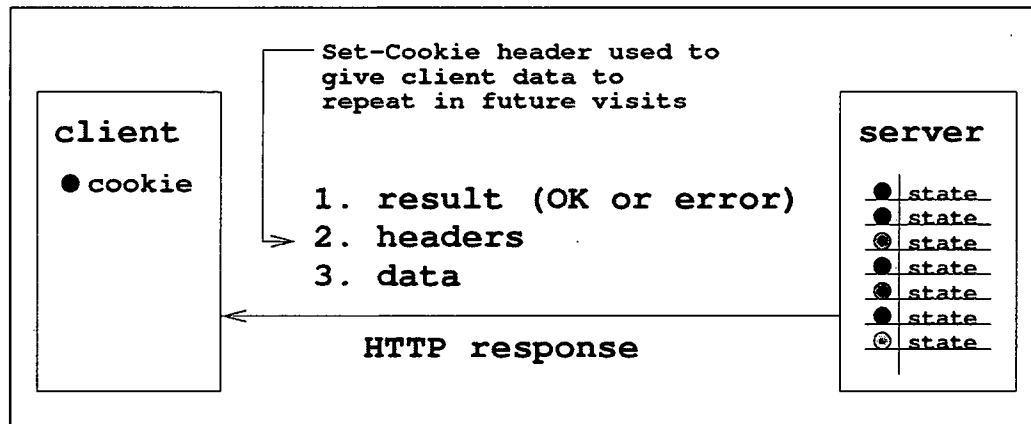 Set-Cookie header used to
give client data to
repeat in future visits
client
cookie
1. result (OK or error)
2. headers
3. data
HTTP response
server
state
state
state
state
state
state
state